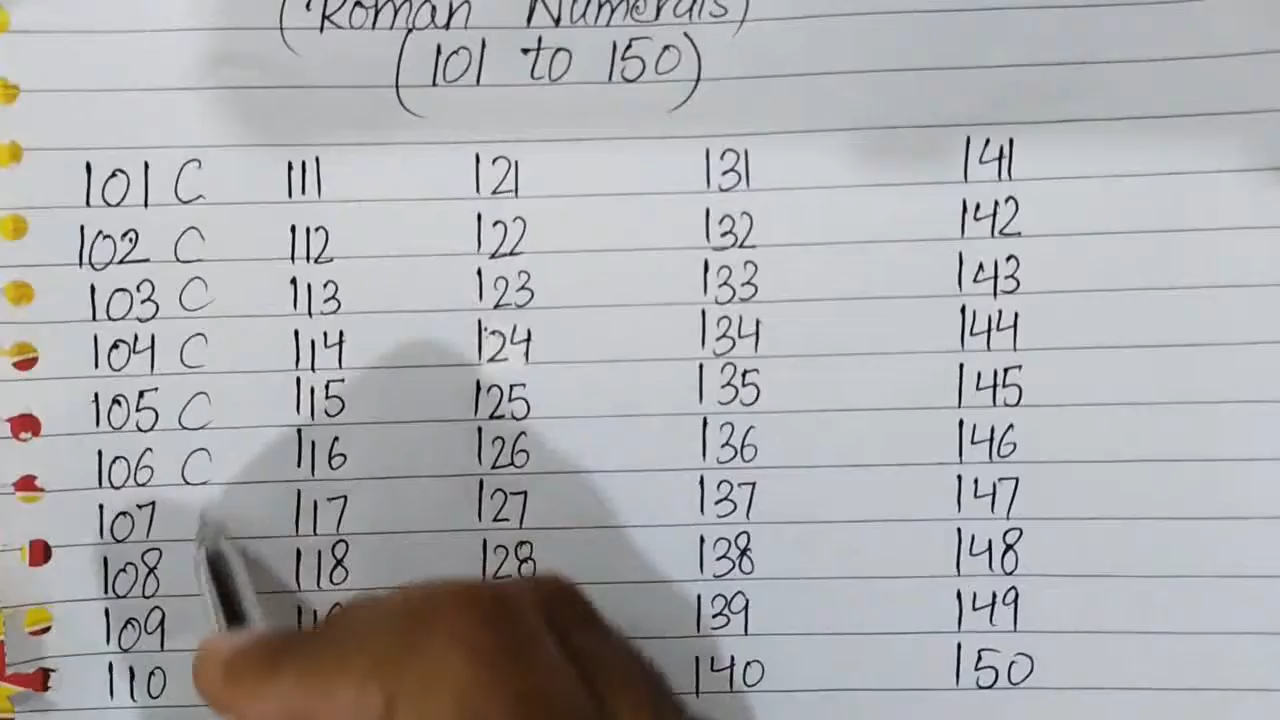 (Roman Numerals)
(101 to 150)
101 C 111 121 131 141
102 C 112 122 132 142
103 C 113 123 133 143
104 C 114 124 134 144
105 C 115 125 135 145
106 C 116 126 136 146
107 117 127 137 147
108 118 128 138 148
109 139 149
110 140 150